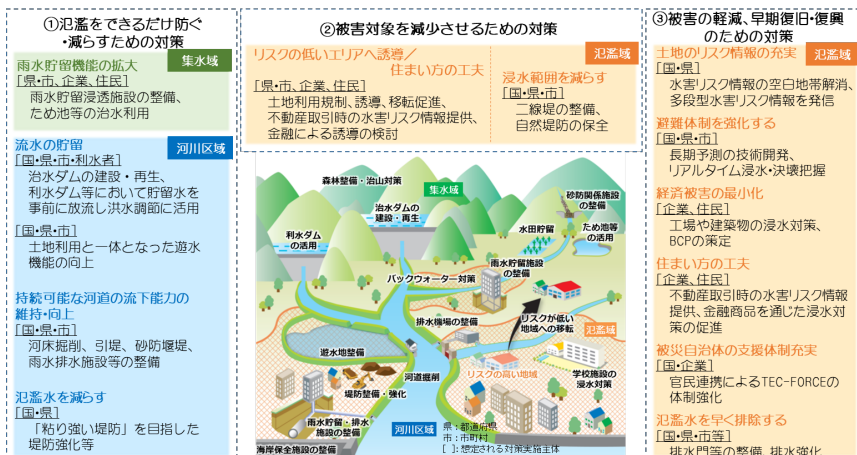 ①氾濫をできるだけ防ぐ
・減らすための対策
集水域
雨水貯留機能の拡大
[県・市、企業、住民]
雨水貯留浸透施設の整備、
ため池等の治水利用
河川区域
流水の貯留
[国・県・市・利水者]
治水ダムの建設・再生、
利水ダム等において貯留水を
事前に放流し洪水調節に活用
[国・県・市]
土地利用と一体となった遊水
機能の向上
持続可能な河道の流下能力の
維持・向上
[国・県・市]
河床掘削、引堤、砂防堰堤、
雨水排水施設等の整備
氾濫水を減らす
[国・県]
「粘り強い堤防」を目指した
堤防強化等
②被害対象を減少させるための対策
リスクの低いエリアへ誘導／
住まい方の工夫
[県・市、企業、住民]
土地利用規制、誘導、移転促進、
不動産取引時の水害リスク情報提供、
金融による誘導の検討
氾濫域
浸水範囲を減らす
[国・県・市]
二線堤の整備、
自然堤防の保全
森林整備・治山対策
集水域
治水ダムの
建設・再生
砂防関係施設
の整備
利水ダム
の活用
水田貯留
ため池等
の活用
雨水貯留施設
の整備
バックウォーター対策
排水機場の整備
リスクが低い
地域への移転
氾濫域
遊水地整備
河道掘削
リスクの高い地域
学校施設の
浸水対策
堤防整備・強化
雨水貯留・排水
施設の整備
海岸保全施設の整備
河川区域
県：都道府県
市：市町村
[ ]：想定される対策実施主体
③被害の軽減、早期復旧・復興
のための対策
土地のリスク情報の充実
氾濫域
[国・県]
水害リスク情報の空白地帯解消、
多段型水害リスク情報を発信
避難体制を強化する
[国・県・市]
長期予測の技術開発、
リアルタイム浸水・決壊把握
経済被害の最小化
[企業、住民]
工場や建築物の浸水対策、
BCPの策定
住まい方の工夫
[企業、住民]
不動産取引時の水害リスク情報
提供、金融商品を通じた浸水対
策の促進
被災自治体の支援体制充実
[国・企業]
官民連携によるTEC-FORCEの
体制強化
氾濫水を早く排除する
[国・県・市等]
排水門等の整備、排水強化